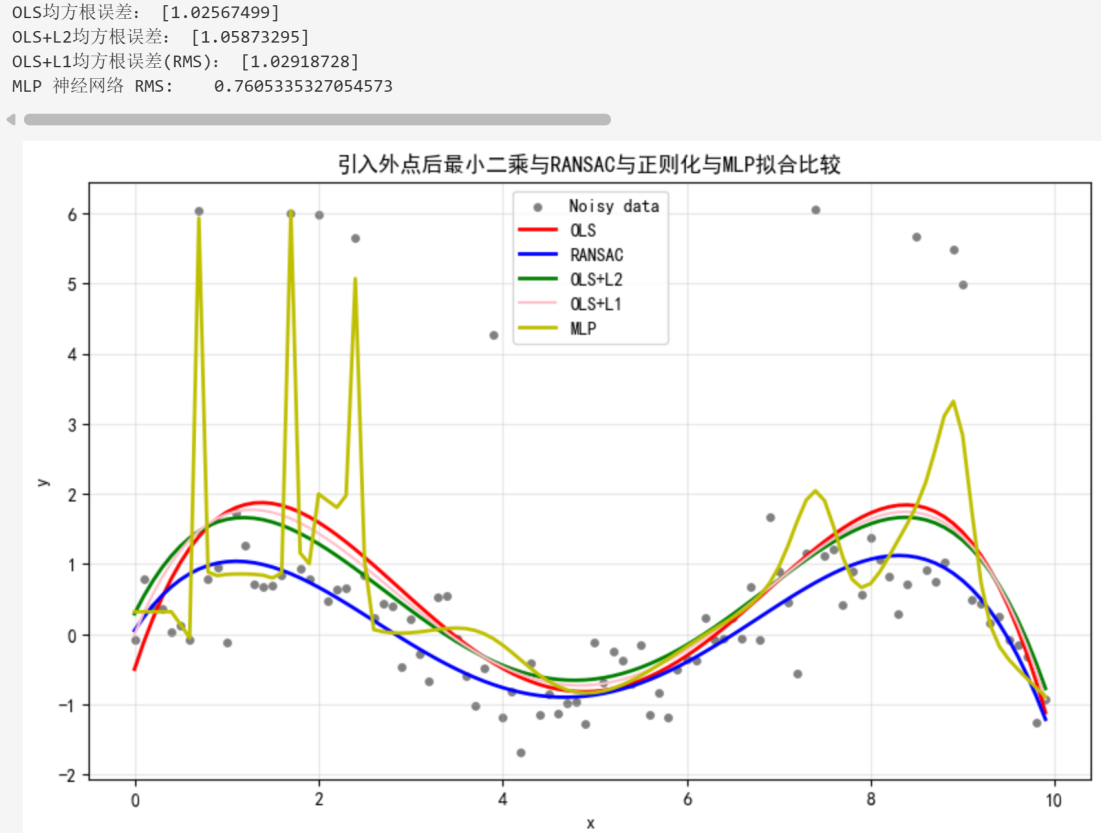 OLS均方根误差： [1.02567499]
OLS+L2均方根误差： [1.05873295]
OLS+L1均方根误差(RMS)： [1.02918728]
MLP 神经网络 RMS:    0.7605335327054573
引入外点后最小二乘与RANSAC与正则化与MLP拟合比较
Noisy data
OLS
RANSAC
OLS+L2
OLS+L1
MLP
y
6
5
4
3
2
1
0
−1
−2
0
2
4
6
8
10
x